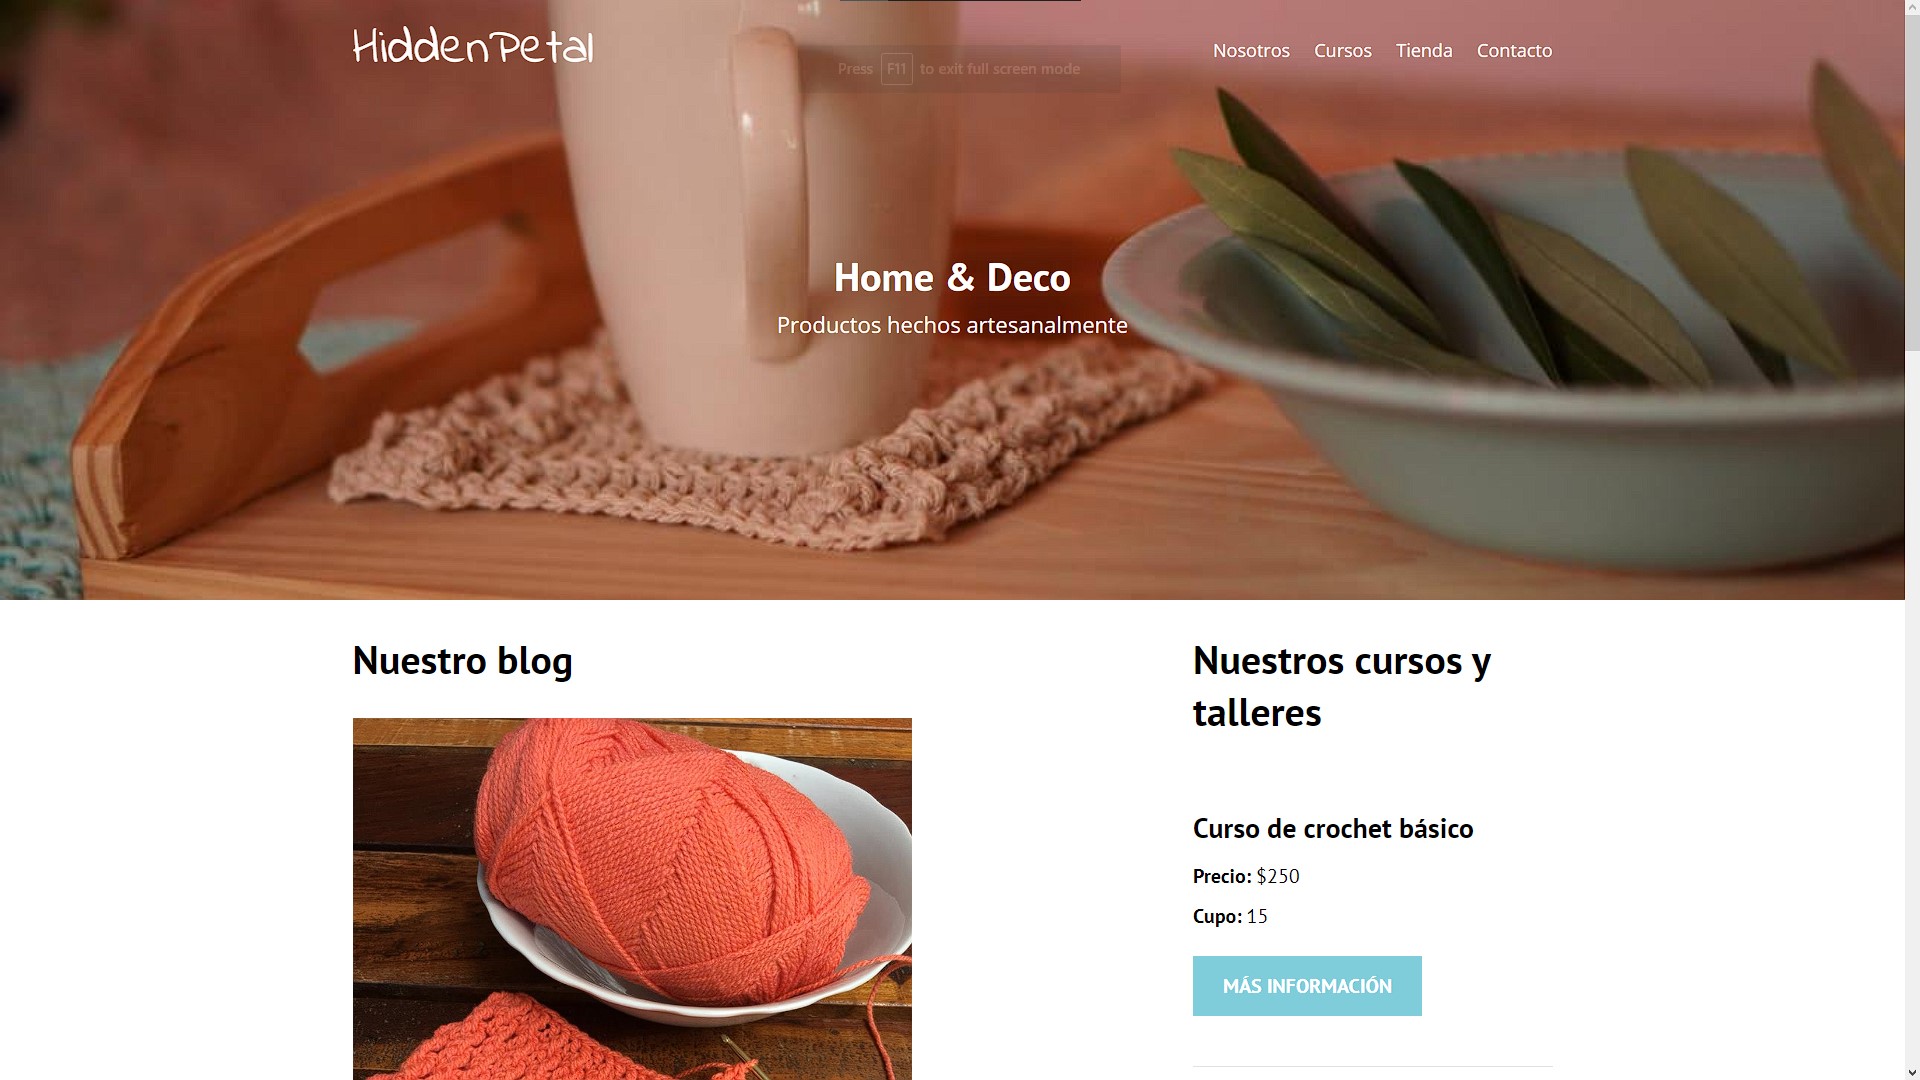 HiddenPetal
Nosotros Cursos Tienda Contacto
Press F11 to exit full screen mode
Home & Deco
Productos hechos artesanalmente
Nuestro blog
Nuestros cursos y
talleres
Curso de crochet básico
Precio: $250
Cupo: 15
MÁS INFORMACIÓN